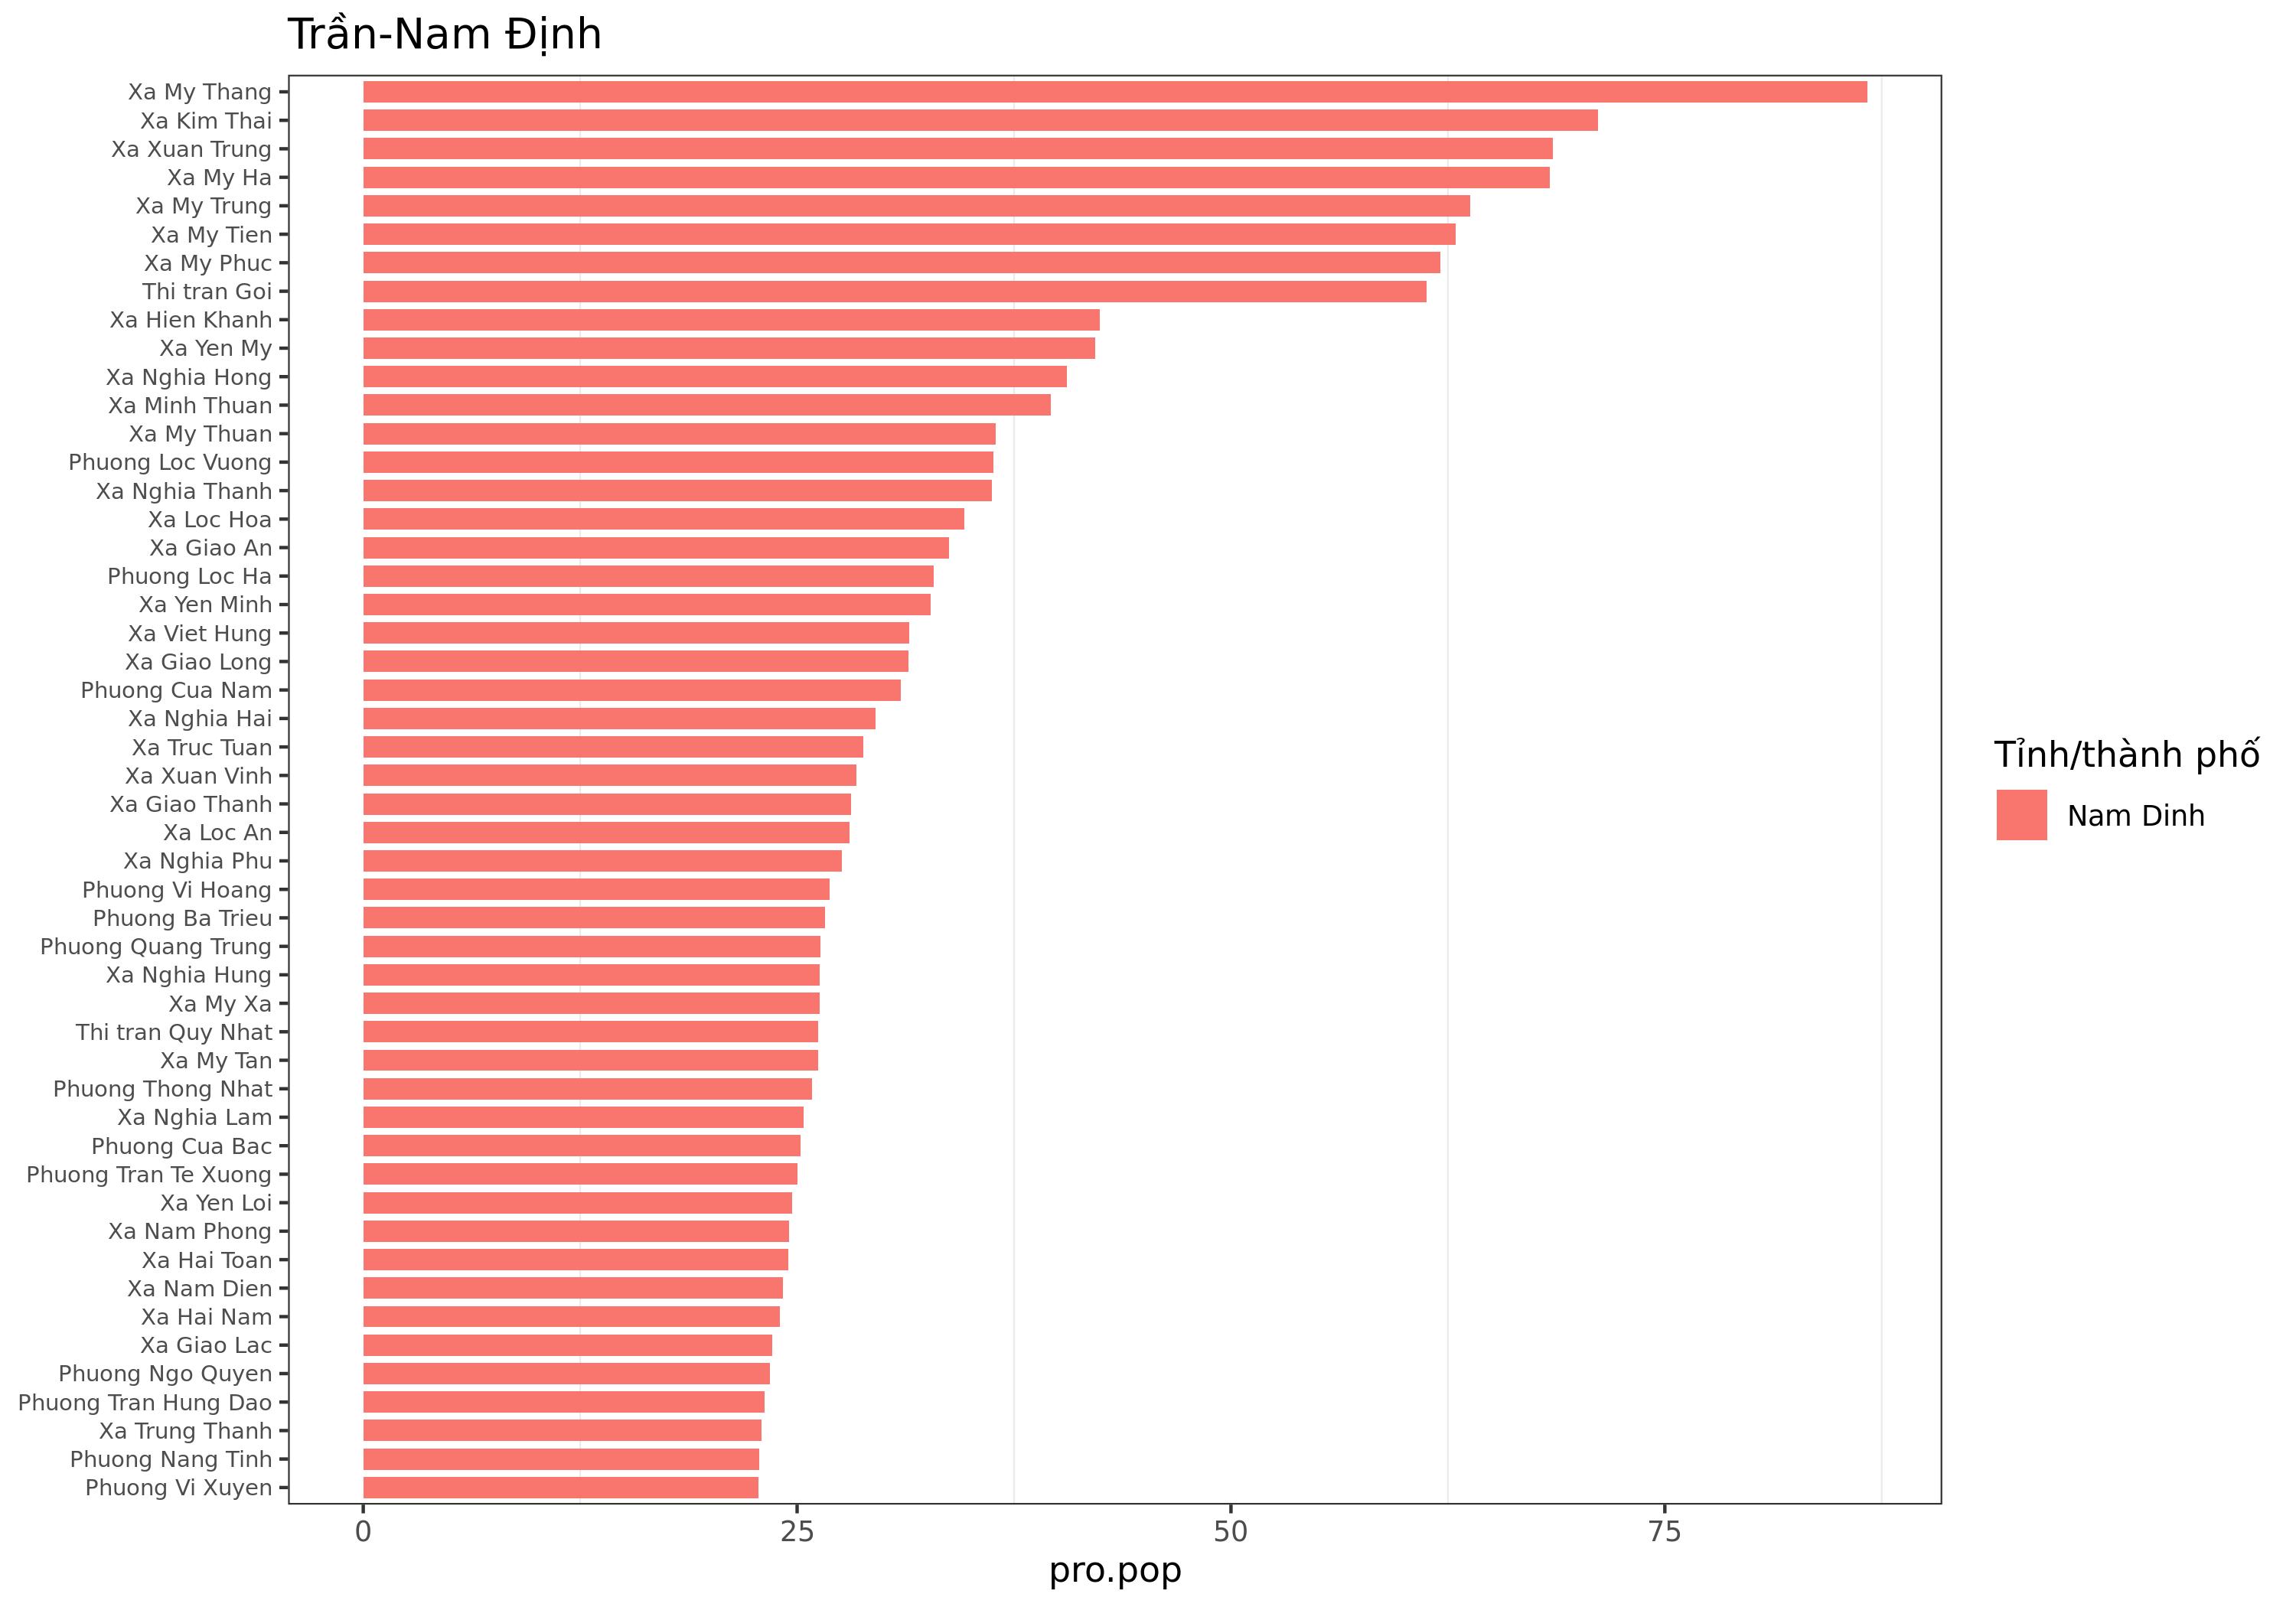 Trần-Nam Định
Xa My Thang
Xa Kim Thai
Xa Xuan Trung
Xa My Ha
Xa My Trung
Xa My Tien
Xa My Phuc
Thi tran Goi
Xa Hien Khanh
Xa Yen My
Xa Nghia Hong
Xa Minh Thuan
Xa My Thuan
Phuong Loc Vuong
Xa Nghia Thanh
Xa Loc Hoa
Xa Giao An
Phuong Loc Ha
Xa Yen Minh
Xa Viet Hung
Xa Giao Long
Phuong Cua Nam
Xa Nghia Hai
Xa Truc Tuan
Xa Xuan Vinh
Xa Giao Thanh
Xa Loc An
Xa Nghia Phu
Phuong Vi Hoang
Phuong Ba Trieu
Phuong Quang Trung
Xa Nghia Hung
Xa My Xa
Thi tran Quy Nhat
Xa My Tan
Phuong Thong Nhat
Xa Nghia Lam
Phuong Cua Bac
Phuong Tran Te Xuong
Xa Yen Loi
Xa Nam Phong
Xa Hai Toan
Xa Nam Dien
Xa Hai Nam
Xa Giao Lac
Phuong Ngo Quyen
Phuong Tran Hung Dao
Xa Trung Thanh
Phuong Nang Tinh
Phuong Vi Xuyen
0 25 50 75
pro.pop
Tỉnh/thành phố
Nam Dinh